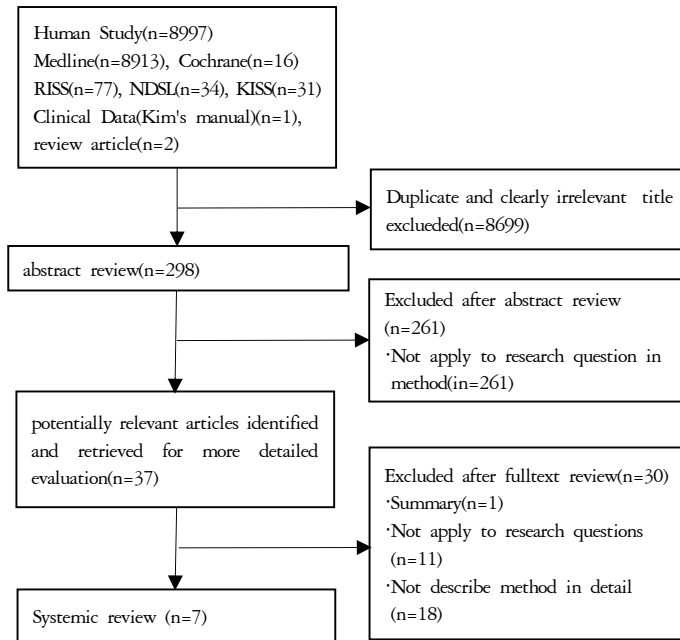 Human Study(n=8997)
Medline(n=8913), Cochrane(n=16)
RISS(n=77), NDSL(n=34), KISS(n=31)
Clinical Data(Kim's manual)(n=1),
review article(n=2)
Duplicate and clearly irrelevant title
exclueded(n=8699)
abstract review(n=298)
Excluded after abstract review
(n=261)
·Not apply to research question in
method(in=261)
potentially relevant articles identified
and retrieved for more detailed
evaluation(n=37)
Excluded after fulltext review(n=30)
·Summary(n=1)
·Not apply to research questions
(n=11)
·Not describe method in detail
(n=18)
Systemic review (n=7)